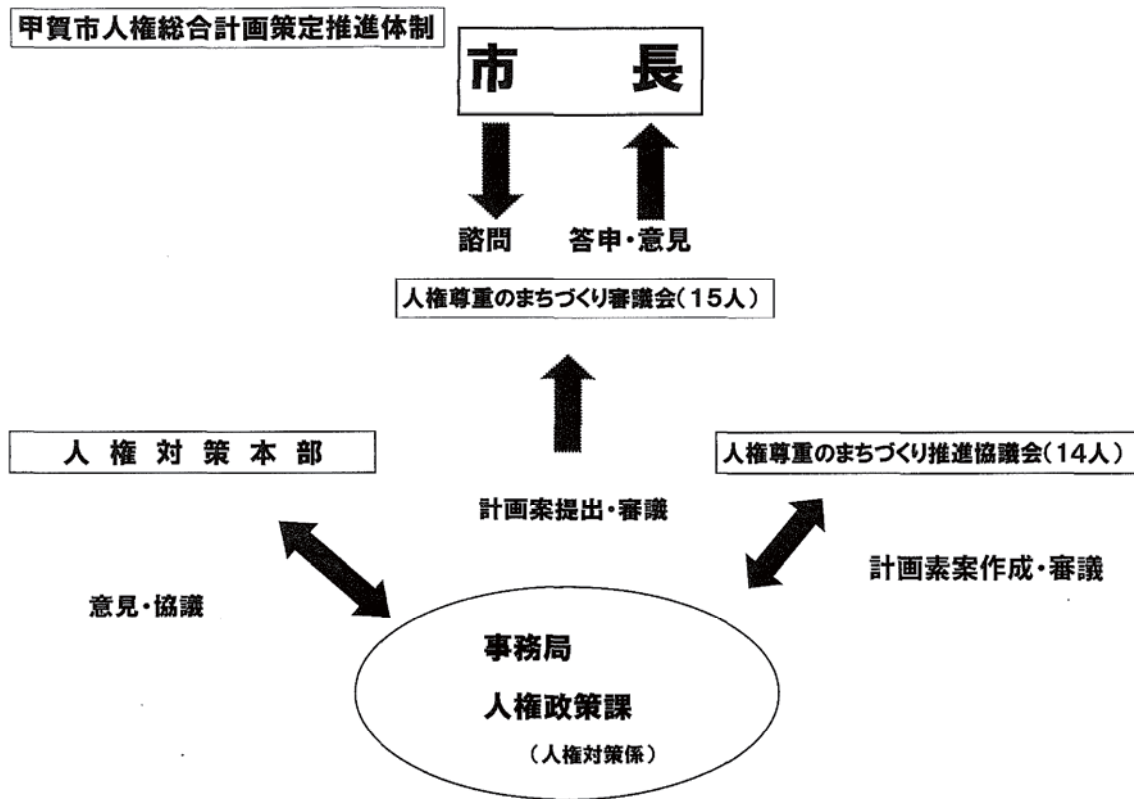 甲賀市人権総合計画策定推進体制
市 長
諮問 答申・意見
人権尊重のまちづくり審議会(15人)
人権対策本部 人権尊重のまちづくり推進協議会(14人)
計画案提出・審議
計画素案作成・審議
意見・協議
事務局
人権政策課
(人権対策係)